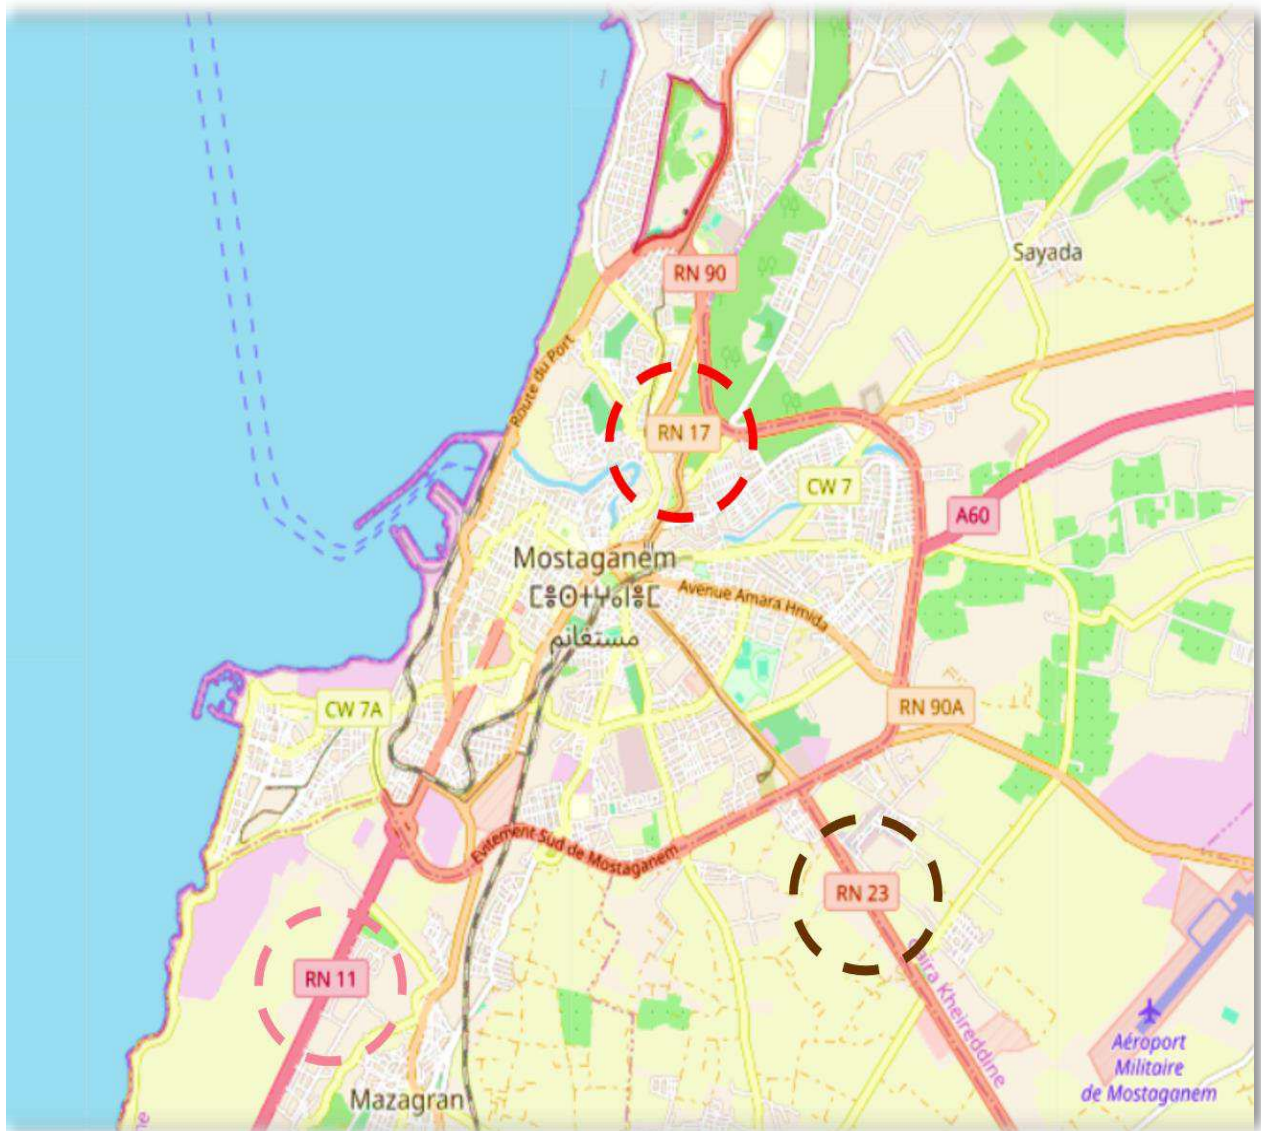 Sayada
RN 90
Route du Port
RN 17
CW 7
A60
Mostaganem
ⵎⵓⵙⵜⵖⴰⵏⵏⵎ
مستغانم
Avenue Amara Hmida
CW 7A
RN 90A
Evitement Sud de Mostaganem
RN 23
Kheireddine
RN 11
Aéroport
Militaire
de Mostaganem
Mazagran